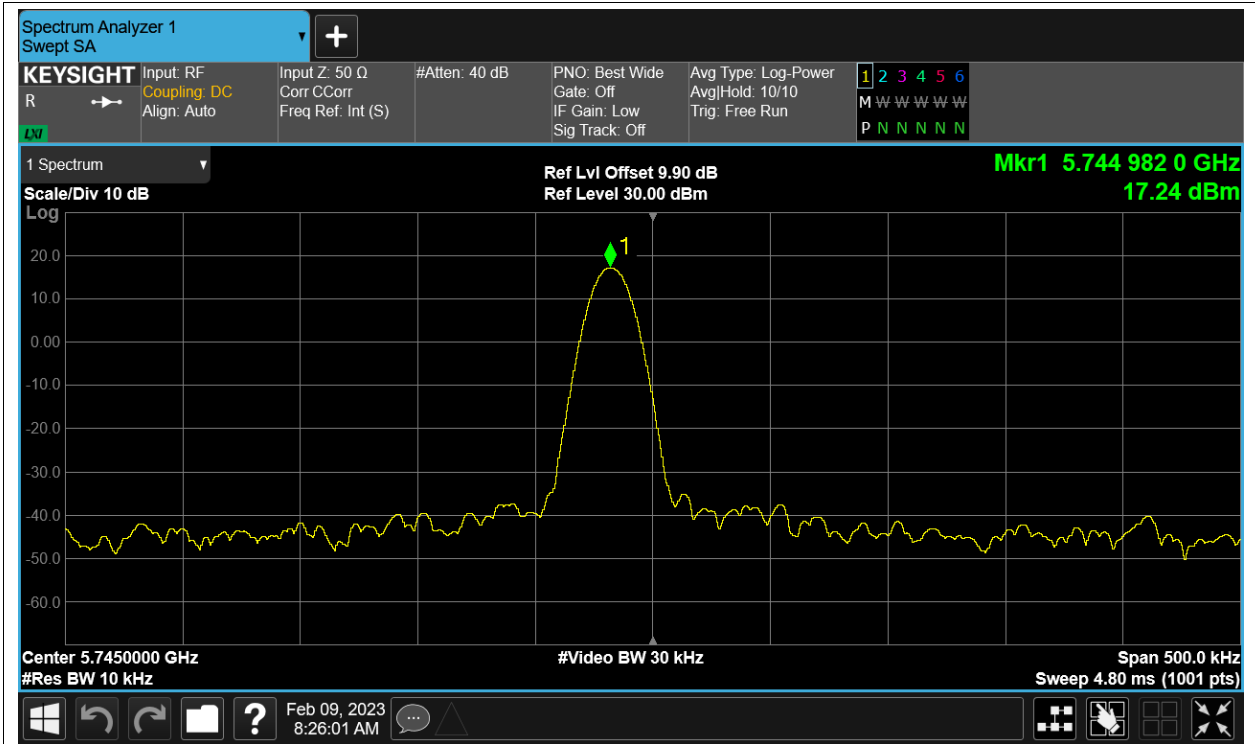 Spectrum Analyzer 1
Swept SA
KEYSIGHT
R
LXI
Input: RF
Coupling: DC
Align: Auto
Input Z: 50 Ω
Corr CCorr
Freq Ref: Int (S)
#Atten: 40 dB
PNO: Best Wide
Gate: Off
IF Gain: Low
Sig Track: Off
Avg Type: Log-Power
Avg|Hold: 10/10
Trig: Free Run
1 2 3 4 5 6
M W W W W W W
P N N N N N N
1 Spectrum
Scale/Div 10 dB
Log
Ref Lvl Offset 9.90 dB
Ref Level 30.00 dBm
Mkr1 5.744 982 0 GHz
17.24 dBm
1
20.0
10.0
0.00
-10.0
-20.0
-30.0
-40.0
-50.0
-60.0
Center 5.7450000 GHz
#Video BW 30 kHz
Span 500.0 kHz
#Res BW 10 kHz
Sweep 4.80 ms (1001 pts)
?
Feb 09, 2023
8:26:01 AM